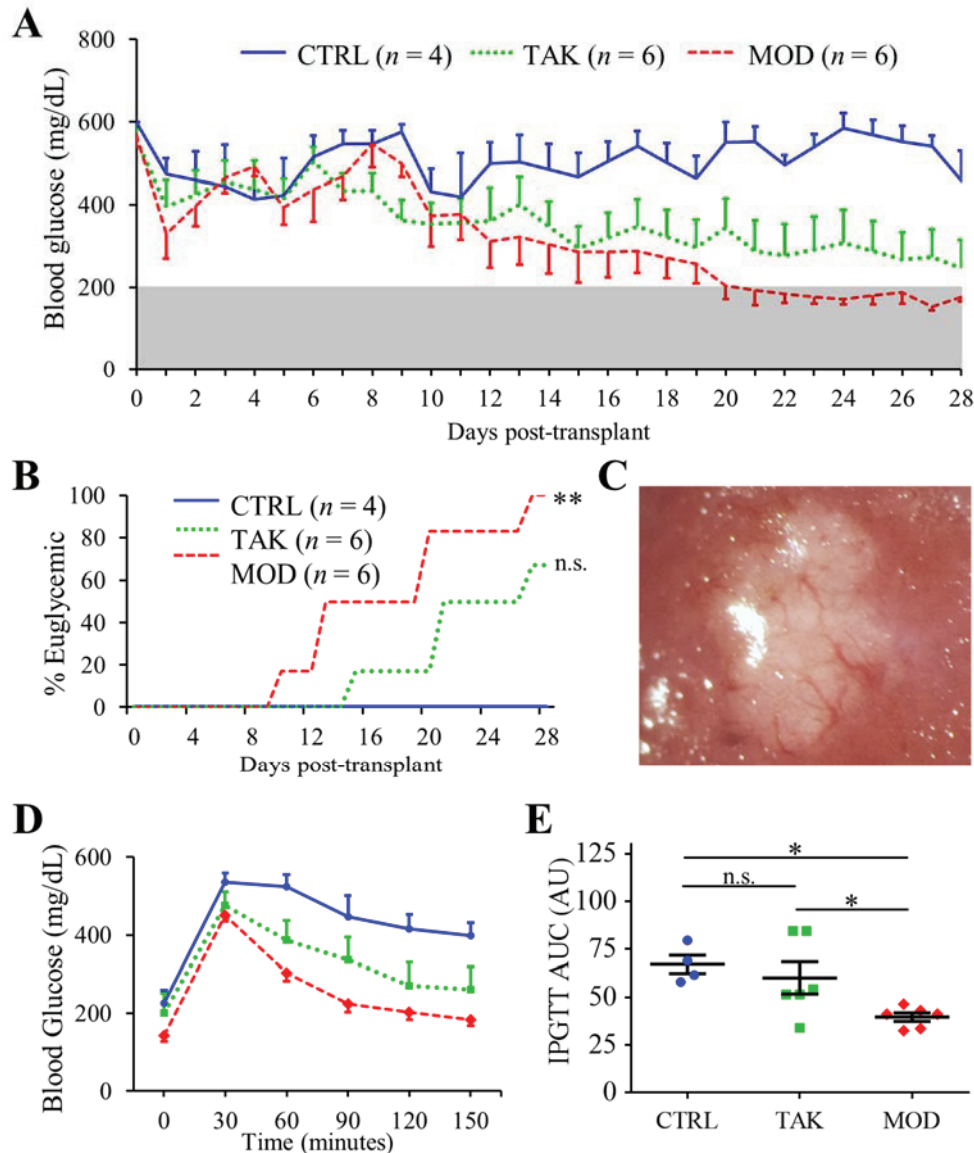 A
800
600
400
200
0
Blood glucose (mg/dL)
CTRL (n = 4) TAK (n = 6) MOD (n = 6)
0 2 4 6 8 10 12 14 16 18 20 22 24 26 28
Days post-transplant
B
100
80
60
40
20
0
% Euglycemic
CTRL (n = 4)
TAK (n = 6)
MOD (n = 6)
**
n.s.
0 4 8 12 16 20 24 28
Days post-transplant
C
D
600
400
200
0
Blood Glucose (mg/dL)
0 30 60 90 120 150
Time (minutes)
E
125
100
75
50
25
0
IPGTT AUC (AU)
*
n.s.
*
CTRL TAK MOD